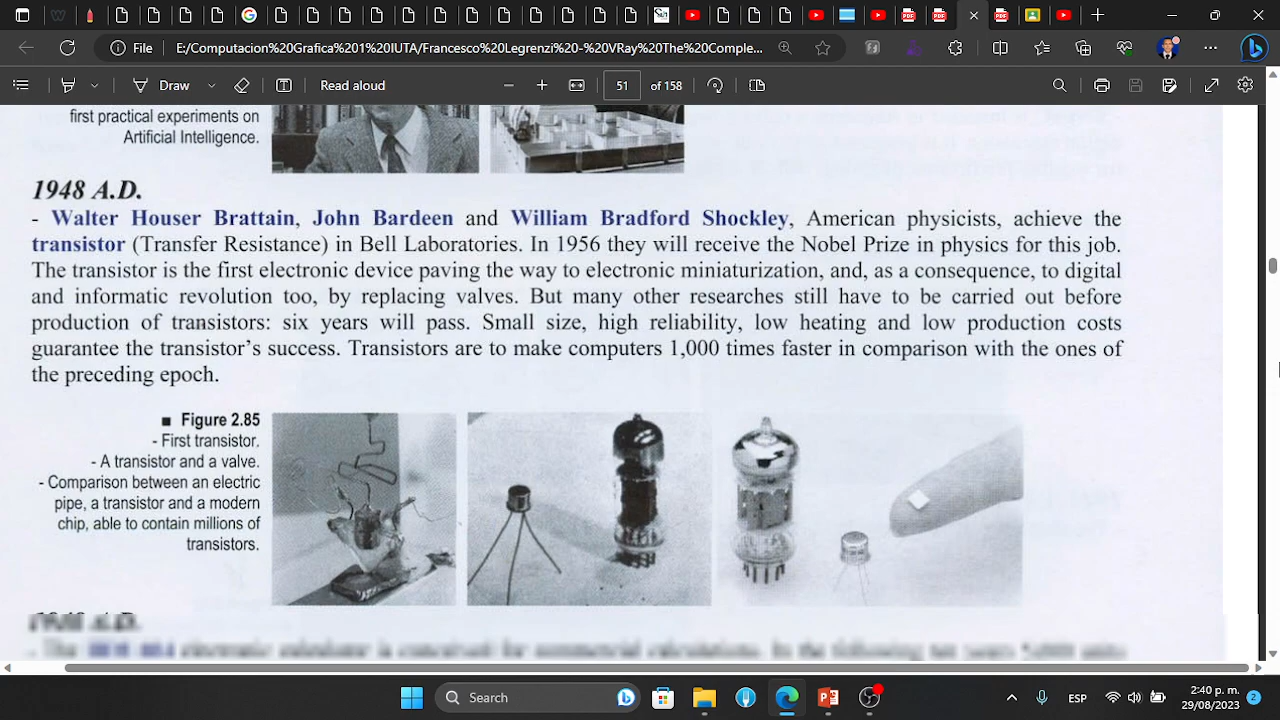 File
E/Computacion%20Grafica%201%20IUTA/Francesco%20Legrenzi%20-%20VRay%20The%20Comple...
Draw
Read aloud
51 of 158
first practical experiments on
Artificial Intelligence.
1948 A.D.
- Walter Houser Brattain, John Bardeen and William Bradford Shockley, American physicists, achieve the
transistor (Transfer Resistance) in Bell Laboratories. In 1956 they will receive the Nobel Prize in physics for this job.
The transistor is the first electronic device paving the way to electronic miniaturization, and, as a consequence, to digital
and informatic revolution too, by replacing valves. But many other researches still have to be carried out before
production of transistors: six years will pass. Small size, high reliability, low heating and low production costs
guarantee the transistor's success. Transistors are to make computers 1,000 times faster in comparison with the ones of
the preceding epoch.
■ Figure 2.85
- First transistor.
- A transistor and a valve.
- Comparison between an electric
pipe, a transistor and a modern
chip, able to contain millions of
transistors.
Search
ESP
2:40 p. m.
29/08/2023
2